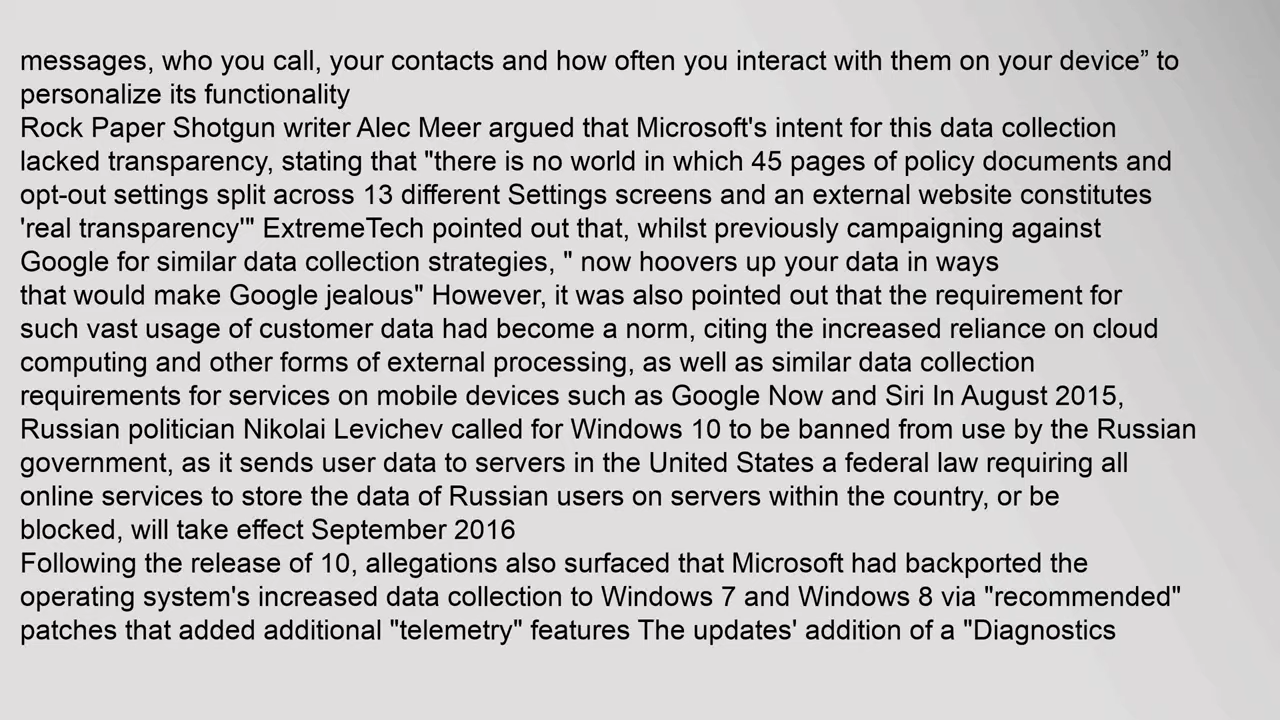 messages, who you call, your contacts and how often you interact with them on your device” to
personalize its functionality
Rock Paper Shotgun writer Alec Meer argued that Microsoft's intent for this data collection
lacked transparency, stating that "there is no world in which 45 pages of policy documents and
opt-out settings split across 13 different Settings screens and an external website constitutes
'real transparency'" ExtremeTech pointed out that, whilst previously campaigning against
Google for similar data collection strategies, " now hoovers up your data in ways
that would make Google jealous" However, it was also pointed out that the requirement for
such vast usage of customer data had become a norm, citing the increased reliance on cloud
computing and other forms of external processing, as well as similar data collection
requirements for services on mobile devices such as Google Now and Siri In August 2015,
Russian politician Nikolai Levichev called for Windows 10 to be banned from use by the Russian
government, as it sends user data to servers in the United States a federal law requiring all
online services to store the data of Russian users on servers within the country, or be
blocked, will take effect September 2016
Following the release of 10, allegations also surfaced that Microsoft had backported the
operating system's increased data collection to Windows 7 and Windows 8 via "recommended"
patches that added additional "telemetry" features The updates' addition of a "Diagnostics